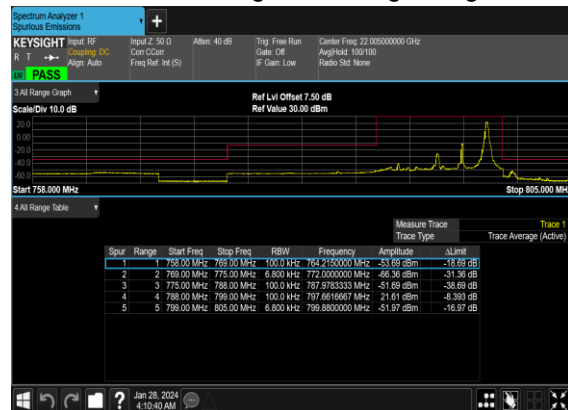 Spectrum Analyzer 1
Spurious Emissions
KEYSIGHT Input: RF Input Z: 50 Ω Atten: 40 dB Trig: Free Run Center Freq: 22.005000000 GHz
R T Coupling: DC Corr CCorr Gate: Off Avg|Hold: 100/100
Align: Auto Freq Ref: Int (S) IF Gain: Low Radio Std: None
LW PASS
3 All Range Graph
Ref Lvl Offset 7.50 dB
Scale/Div 10.0 dB Ref Value 30.00 dBm
20.0
0.00
-20.0
-40.0
-60.0
Start 758.000 MHz Stop 805.000 MH
4 All Range Table
Measure Trace Trace 1
Trace Type Trace Average (Active)
Spur Range Start Freq Stop Freq RBW Frequency Amplitude ΔLimit
1 1 758.00 MHz 769.00 MHz 100.0 kHz 764.2150000 MHz -53.69 dBm -18.69 dB
2 2 769.00 MHz 775.00 MHz 6.800 kHz 772.0000000 MHz -66.36 dBm -31.36 dB
3 3 775.00 MHz 788.00 MHz 100.0 kHz 787.9783333 MHz -51.69 dBm -38.69 dB
4 4 788.00 MHz 799.00 MHz 100.0 kHz 797.6616667 MHz 21.61 dBm -8.393 dB
5 5 799.00 MHz 805.00 MHz 6.800 kHz 799.8800000 MHz -51.97 dBm -16.97 dB
Jan 28, 2024
4:10:40 AM